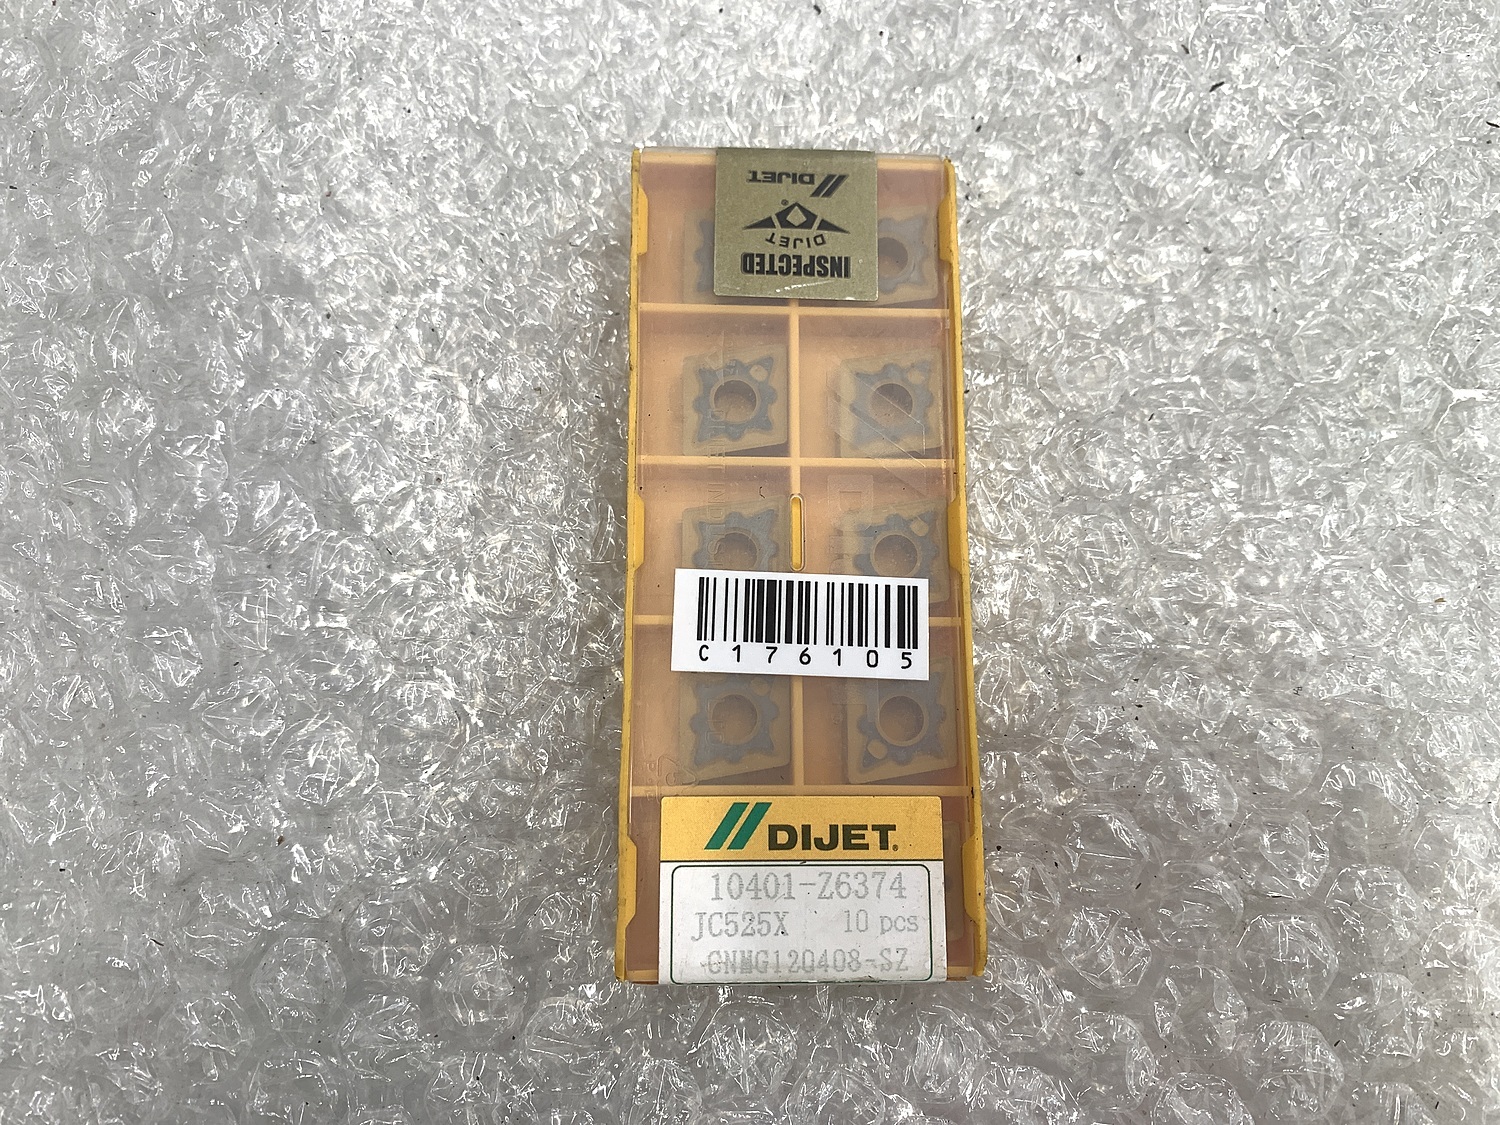 DIJET
DIJET
INSPECTED
C176105
DIJET
10401-Z6374
JC525X 10 pcs
CNMG120408-SZ